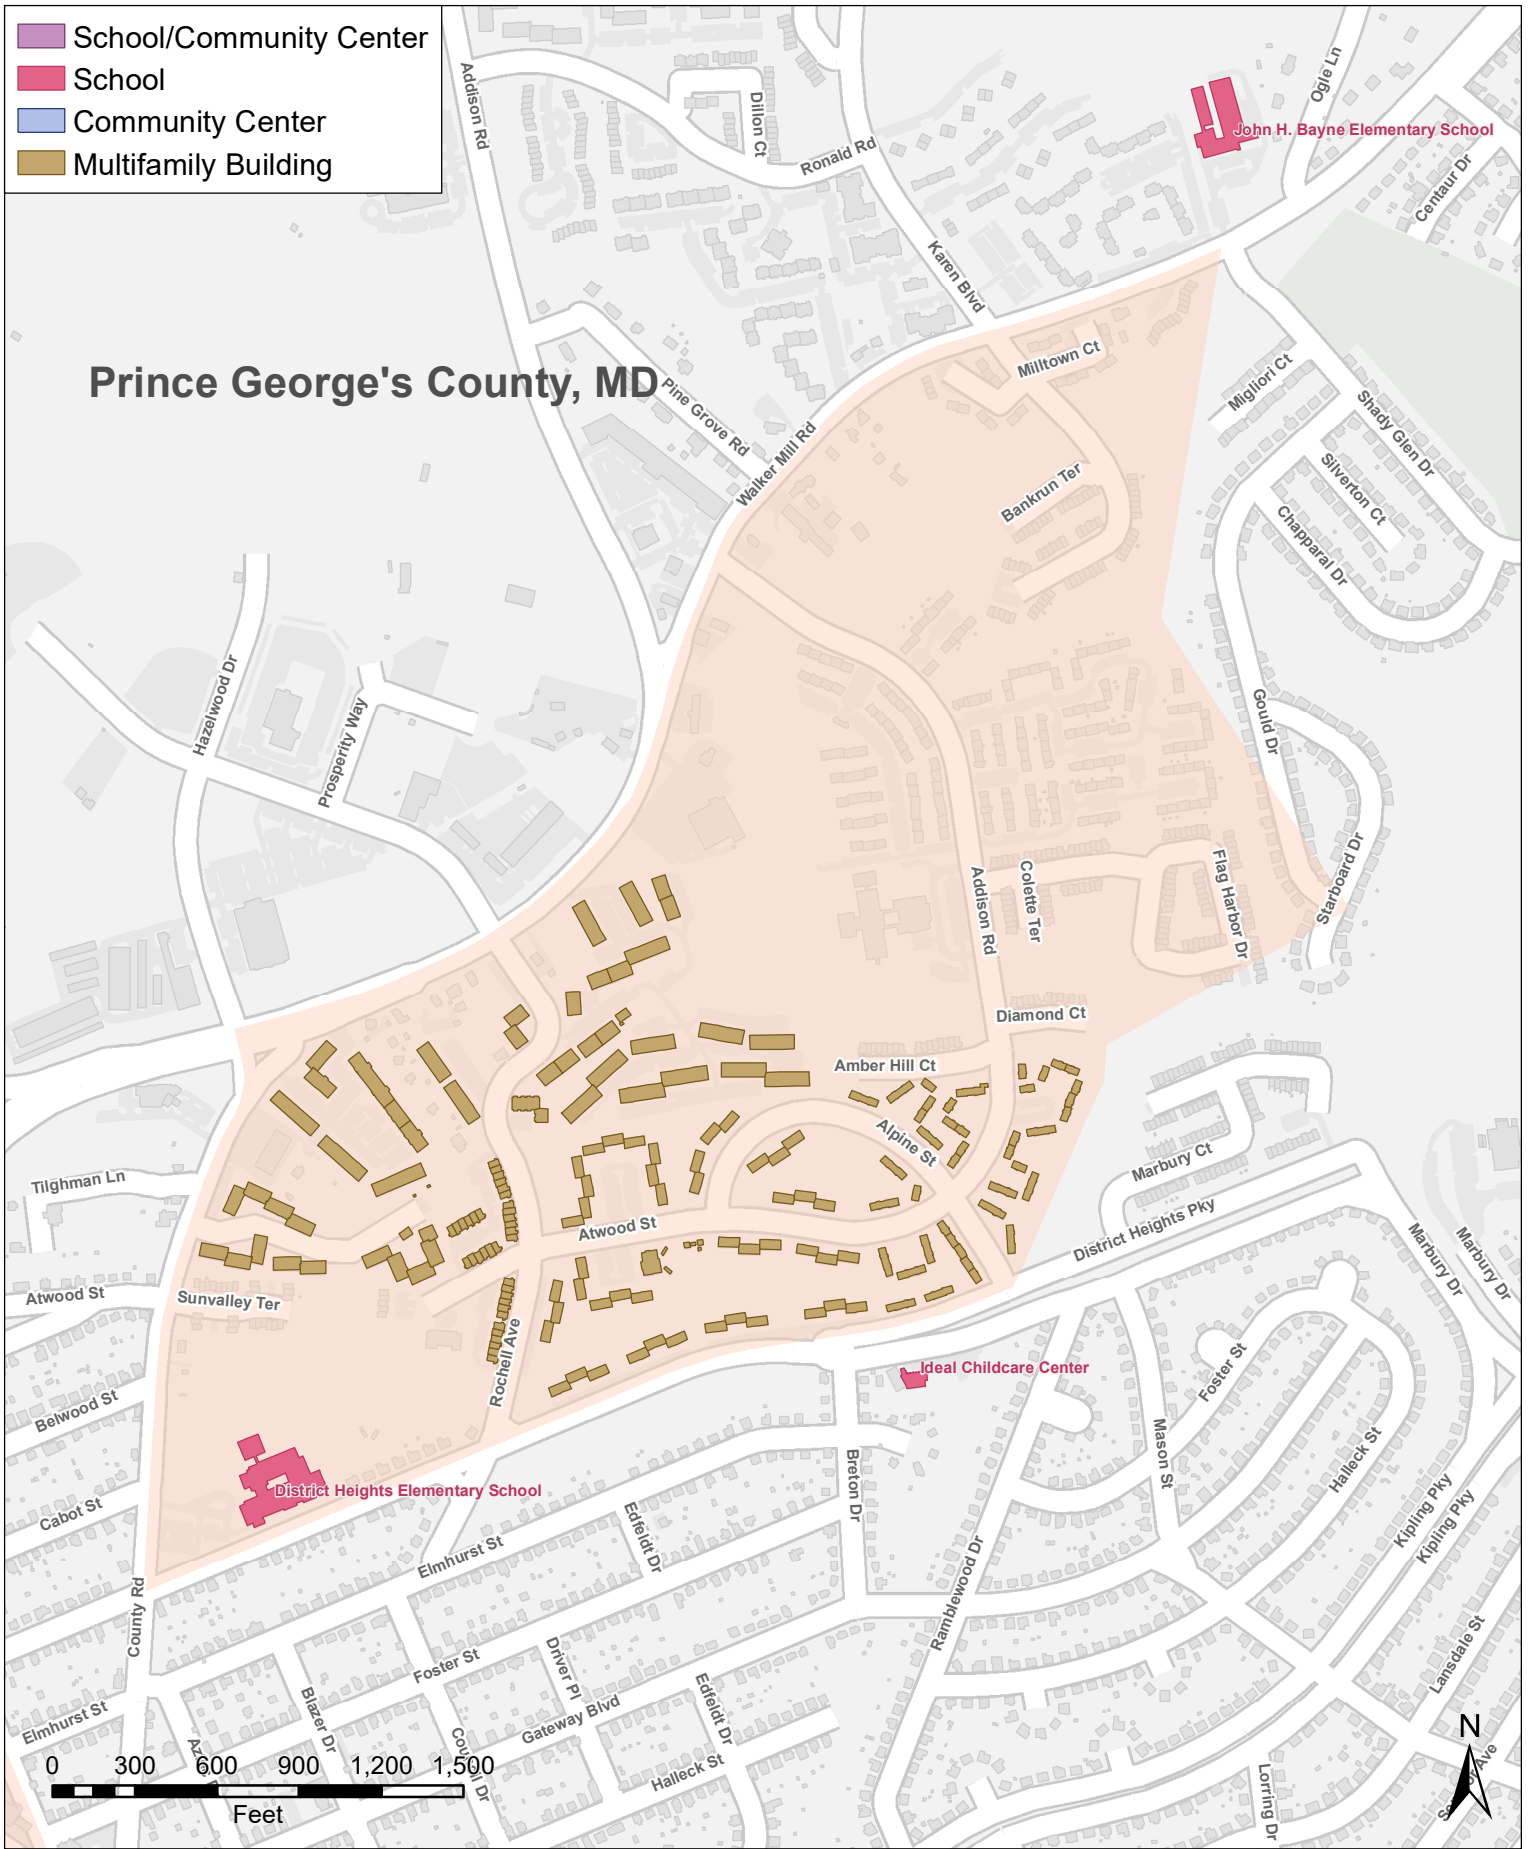 School/Community Center
School
Community Center
Multifamily Building
Addison Rd
Dillon Ct
Ronald Rd
Ogle Ln
John H. Bayne Elementary School
Centaur Dr
Karen Blvd
Milltown Ct
Prince George's County, MD
Pine Grove Rd
Migliori Ct
Shady Glen Dr
Walker Mill Rd
Silverton Ct
Bankrun Ter
Chapparal Dr
Hazelwood Dr
Prosperity Way
Gould Dr
Starboard Dr
Addison Rd
Colette Ter
Flag Harbor Dr
Diamond Ct
Amber Hill Ct
Alpine St
Tilghman Ln
Marbury Ct
Atwood St
District Heights Pky
Marbury Dr
Marbury Dr
Atwood St
Sunvalley Ter
Rochell Ave
Ideal Childcare Center
Foster St
Belwood St
Mason St
Halleck St
Breton Dr
District Heights Elementary School
Cabot St
Kipling Pky
Kipling Pky
Edfeldt Dr
Elmhurst St
Ramblewood Dr
County Rd
Foster St
Driver Pl
Lansdale St
Elmhurst St
Blazer Dr
Gateway Blvd
Edfeldt Dr
Halleck St
Lorring Dr
N
0 300 600 900 1,200 1,500
Feet